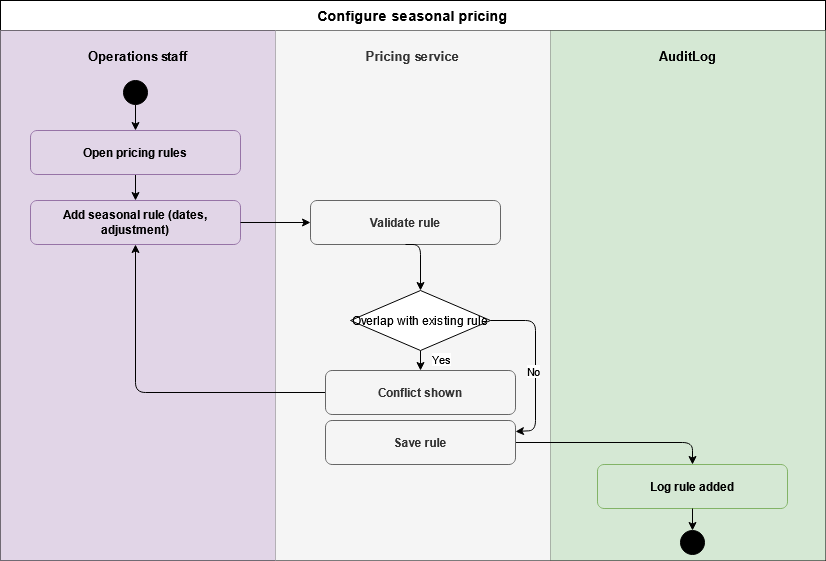 Configure seasonal pricing
Operations staff
Pricing service
AuditLog
Open pricing rules
Add seasonal rule (dates,
adjustment)
Validate rule
Overlap with existing rule
Yes
No
Conflict shown
Save rule
Log rule added